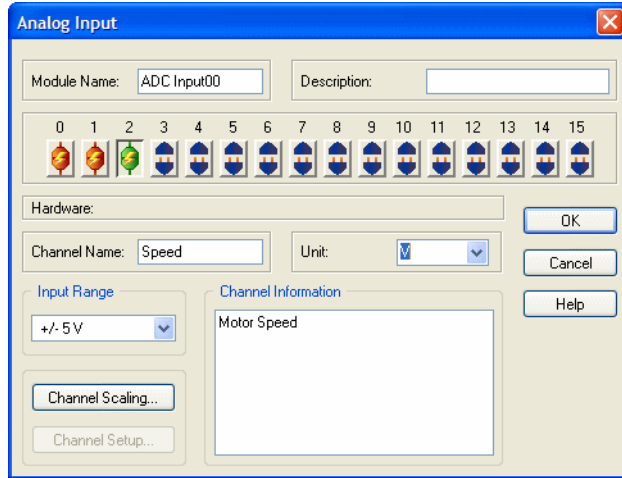 Analog Input
Module Name: ADC Input00 Description:
0 1 2 3 4 5 6 7 8 9 10 11 12 13 14 15
Hardware:
OK
Channel Name: Speed Unit: V
Cancel
Input Range Channel Information
Help
+/- 5 V Motor Speed
Channel Scaling...
Channel Setup...